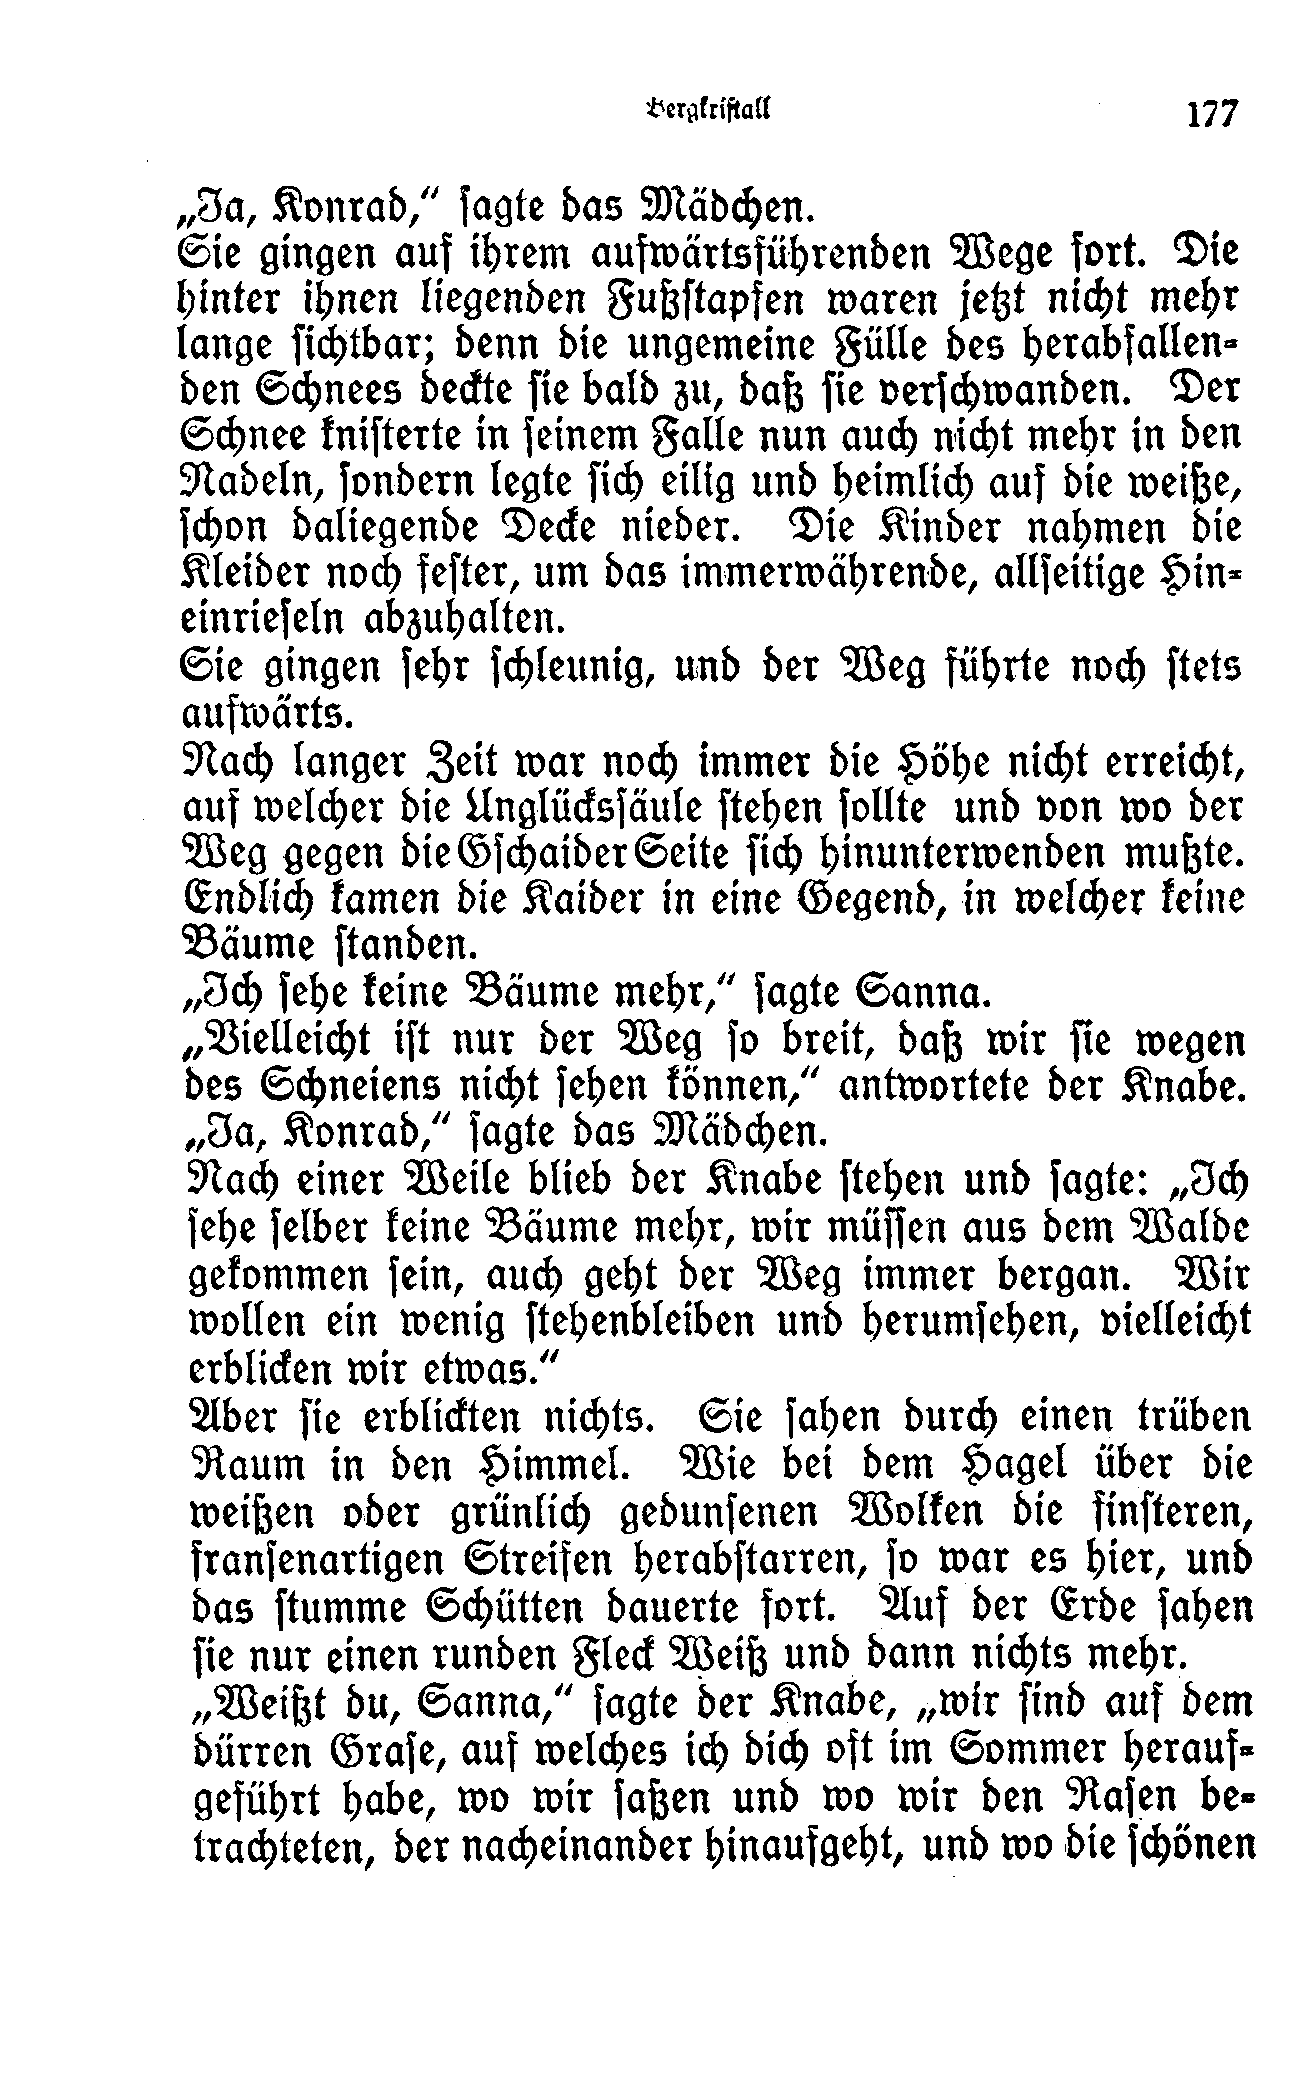 Bergkristall 177
„Ja, Konrad,“ sagte das Mädchen.
Sie gingen auf ihrem aufwärtsführenden Wege fort. Die
hinter ihnen liegenden Fußstapfen waren jetzt nicht mehr
lange sichtbar; denn die ungemeine Fülle des herabfallen-
den Schnees deckte sie bald zu, daß sie verschwanden. Der
Schnee knisterte in seinem Falle nun auch nicht mehr in den
Nadeln, sondern legte sich eilig und heimlich auf die weiße,
schon daliegende Decke nieder. Die Kinder nahmen die
Kleider noch fester, um das immerwährende, allseitige Hin-
einrieseln abzuhalten.
Sie gingen sehr schleunig, und der Weg führte noch stets
aufwärts.
Nach langer Zeit war noch immer die Höhe nicht erreicht,
auf welcher die Unglückssäule stehen sollte und von wo der
Weg gegen die Gschaider Seite sich hinunterwenden mußte.
Endlich kamen die Kaider in eine Gegend, in welcher keine
Bäume standen.
„Ich sehe keine Bäume mehr,“ sagte Sanna.
„Vielleicht ist nur der Weg so breit, daß wir sie wegen
des Schneiens nicht sehen können,“ antwortete der Knabe.
„Ja, Konrad,“ sagte das Mädchen.
Nach einer Weile blieb der Knabe stehen und sagte: „Ich
sehe selber keine Bäume mehr, wir müssen aus dem Walde
gekommen sein, auch geht der Weg immer bergan. Wir
wollen ein wenig stehenbleiben und herumsehen, vielleicht
erblicken wir etwas.“
Aber sie erblickten nichts. Sie sahen durch einen trüben
Raum in den Himmel. Wie bei dem Hagel über die
weißen oder grünlich gedunsenen Wolken die finsteren,
fransenartigen Streifen herabstarren, so war es hier, und
das stumme Schütten dauerte fort. Auf der Erde sahen
sie nur einen runden Fleck Weiß und dann nichts mehr.
„Weißt du, Sanna,“ sagte der Knabe, „wir sind auf dem
dürren Grase, auf welches ich dich oft im Sommer herauf-
geführt habe, wo wir saßen und wo wir den Rasen be-
trachteten, der nacheinander hinaufgeht, und wo die schönen